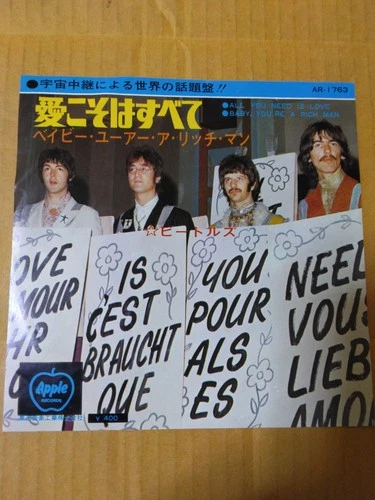 ●宇宙中継による世界の話題盤!!
AR-1763
愛こそはすべて
ベイビー・ユーアー・ア・リッチ・マン
●ALL YOU NEED IS LOVE
●BABY, YOU'RE A RICH MAN
☆ビートルズ
OVE
IS
C'EST
BRAUCHT
QUE
YOU
POUR
ALS
ES
NEED
VOUS
LIEB
AMO
Apple
RECORDS
¥400